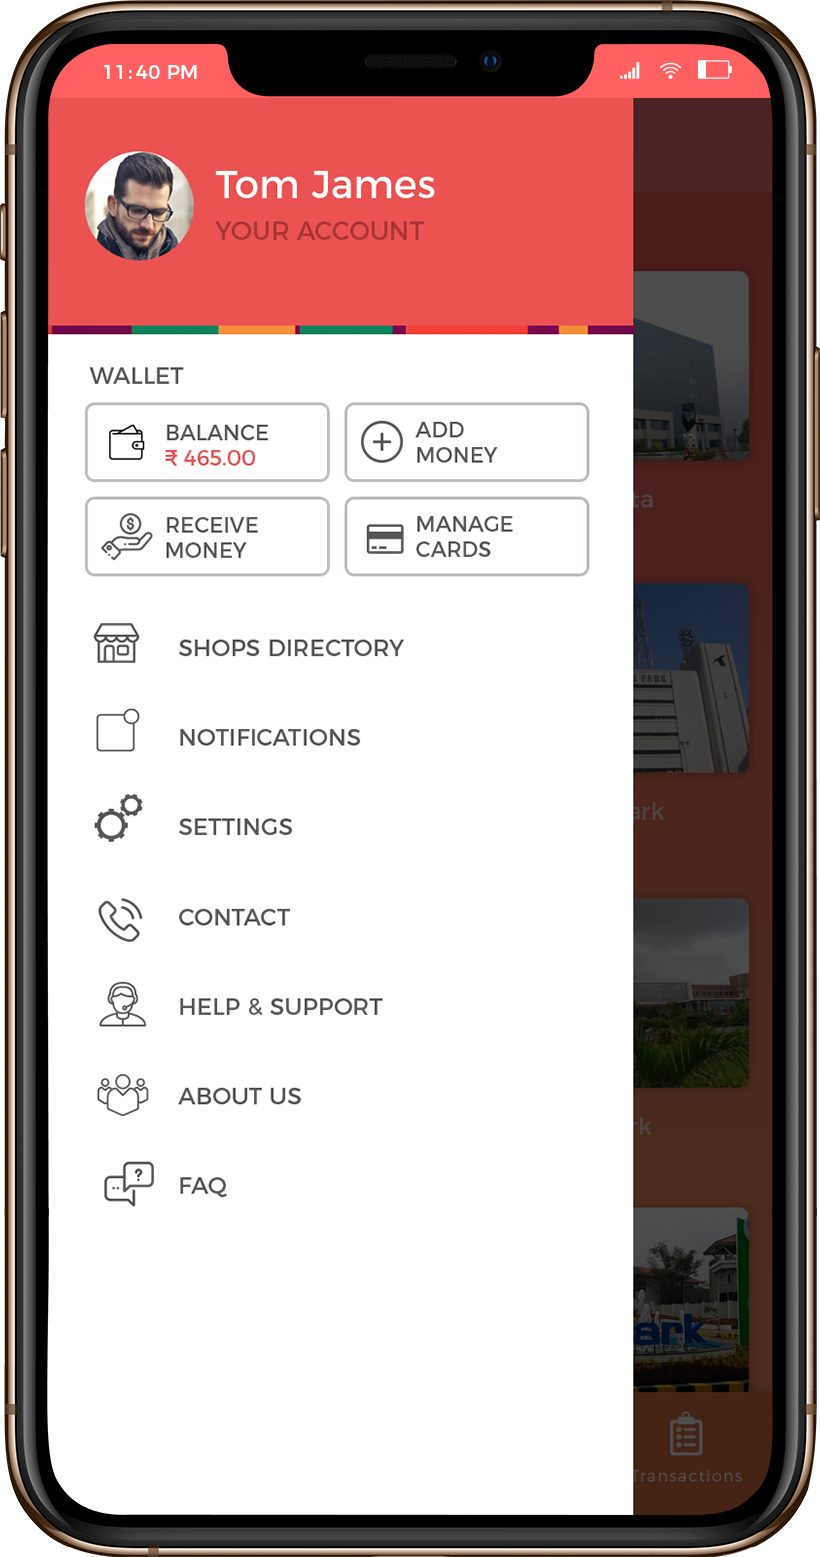 11:40 PM
Tom James
YOUR ACCOUNT
WALLET
BALANCE
₹ 465.00
ADD
MONEY
RECEIVE
MONEY
MANAGE
CARDS
SHOPS DIRECTORY
NOTIFICATIONS
SETTINGS
CONTACT
HELP & SUPPORT
ABOUT US
FAQ
ta
PARK
ark
rk
ark
Transactions